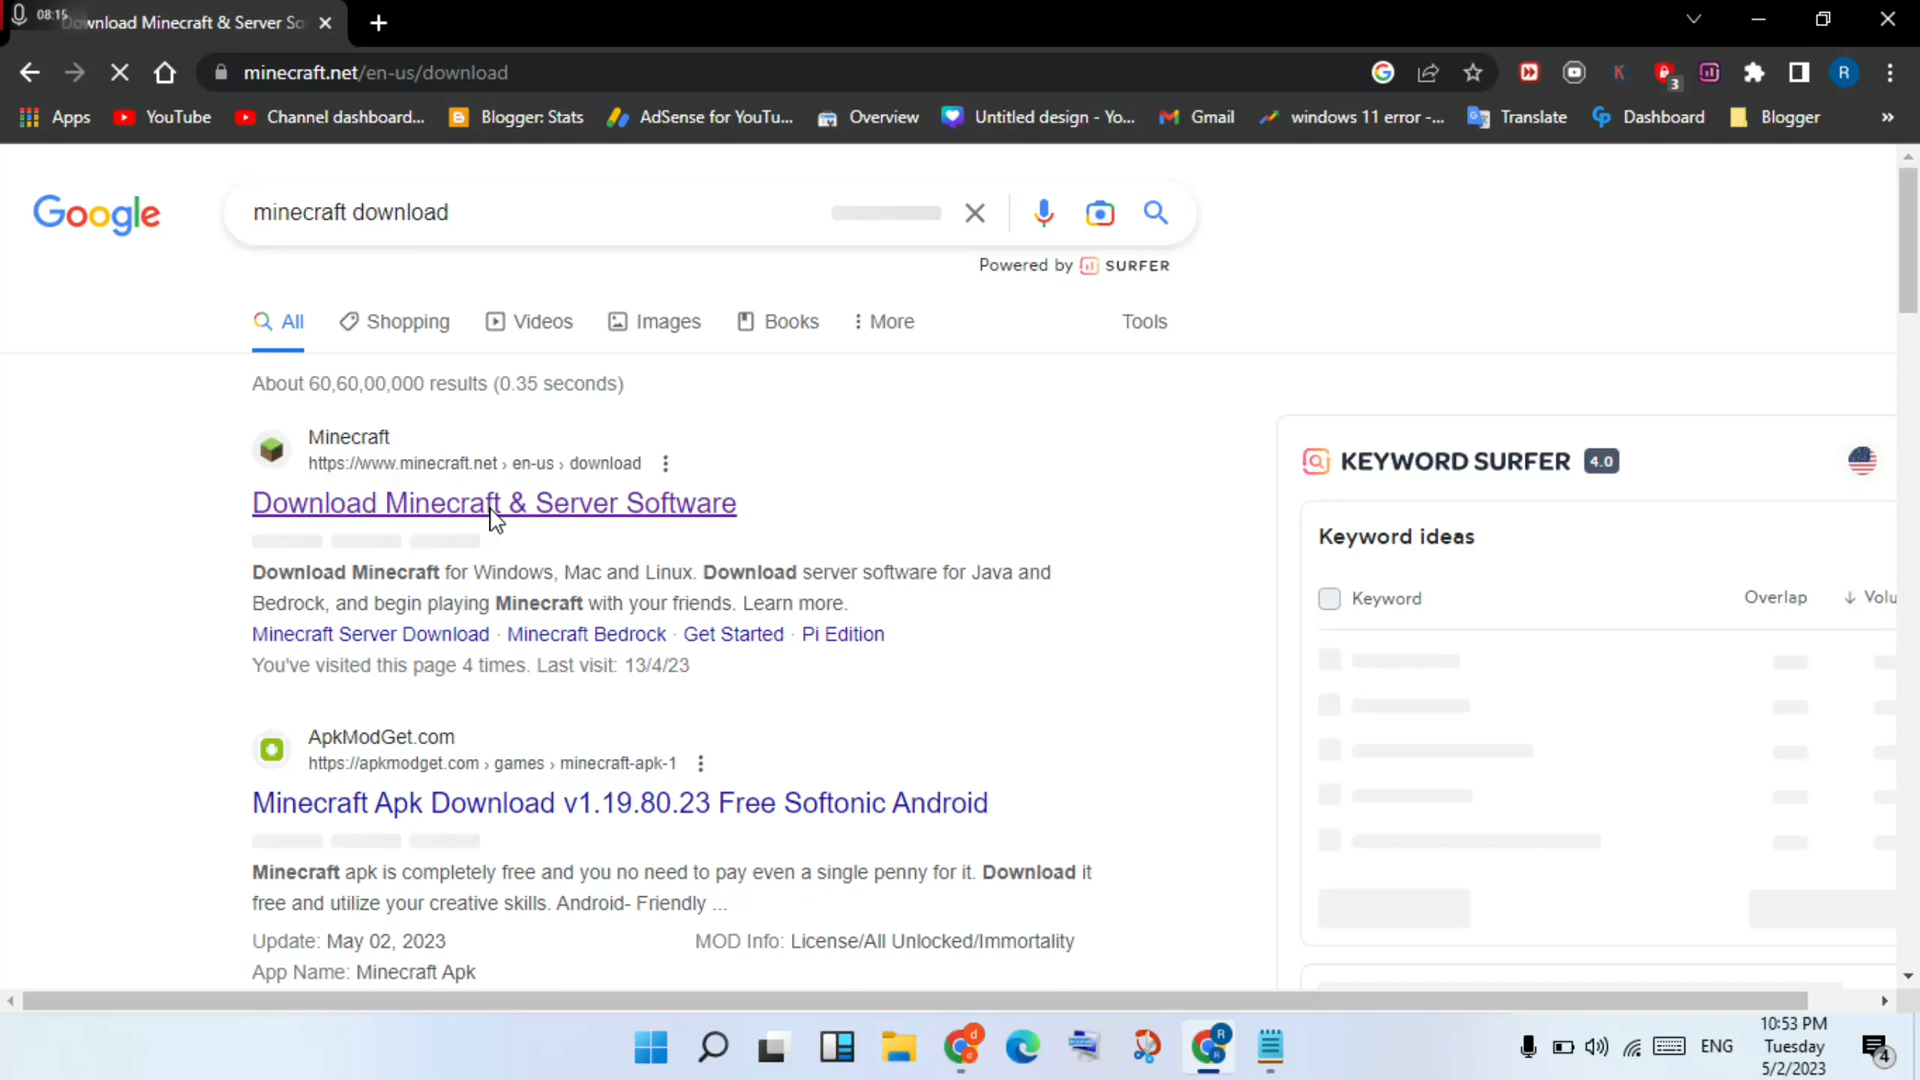 08:15
Download Minecraft & Server So
minecraft.net/en-us/download
3
R
Apps
YouTube
Channel dashboard...
Blogger: Stats
AdSense for YouTu...
Overview
Untitled design - Yo...
Gmail
windows 11 error -...
Translate
Dashboard
Blogger
»
Google
minecraft download
Powered by SURFER
All
Shopping
Videos
Images
Books
More
Tools
About 60,60,00,000 results (0.35 seconds)
Minecraft
https://www.minecraft.net › en-us › download
Download Minecraft & Server Software
Download Minecraft for Windows, Mac and Linux. Download server software for Java and
Bedrock, and begin playing Minecraft with your friends. Learn more.
Minecraft Server Download · Minecraft Bedrock · Get Started · Pi Edition
You've visited this page 4 times. Last visit: 13/4/23
ApkModGet.com
https://apkmodget.com › games › minecraft-apk-1
Minecraft Apk Download v1.19.80.23 Free Softonic Android
Minecraft apk is completely free and you no need to pay even a single penny for it. Download it
free and utilize your creative skills. Android- Friendly ...
Update: May 02, 2023
MOD Info: License/All Unlocked/Immortality
App Name: Minecraft Apk
KEYWORD SURFER 4.0
Keyword ideas
Keyword
Overlap
↓ Volu
ENG
10:53 PM
Tuesday
5/2/2023
4